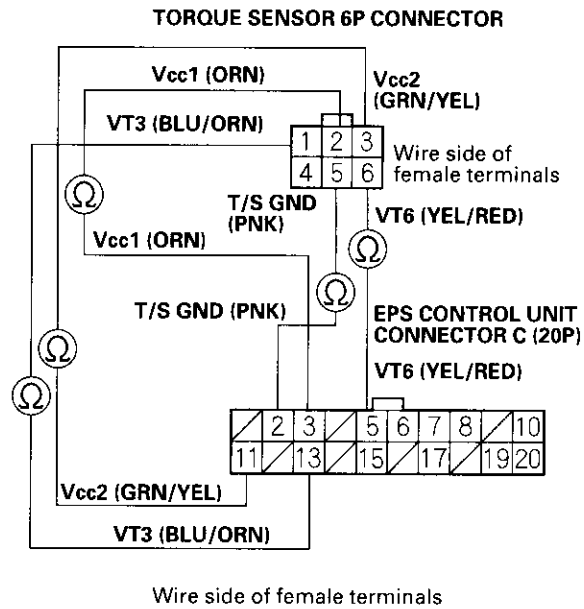 TORQUE SENSOR 6P CONNECTOR
Vcc1 (ORN)
Vcc2
(GRN/YEL)
VT3 (BLU/ORN)
1 2 3
4 5 6
Wire side of
female terminals
T/S GND
(PNK)
VT6 (YEL/RED)
Ω
Vcc1 (ORN)
Ω
Ω
T/S GND (PNK)
EPS CONTROL UNIT
CONNECTOR C (20P)
Ω
VT6 (YEL/RED)
Ω
2 3 5 6 7 8 10
11 13 15 17 19 20
Vcc2 (GRN/YEL)
VT3 (BLU/ORN)
Wire side of female terminals